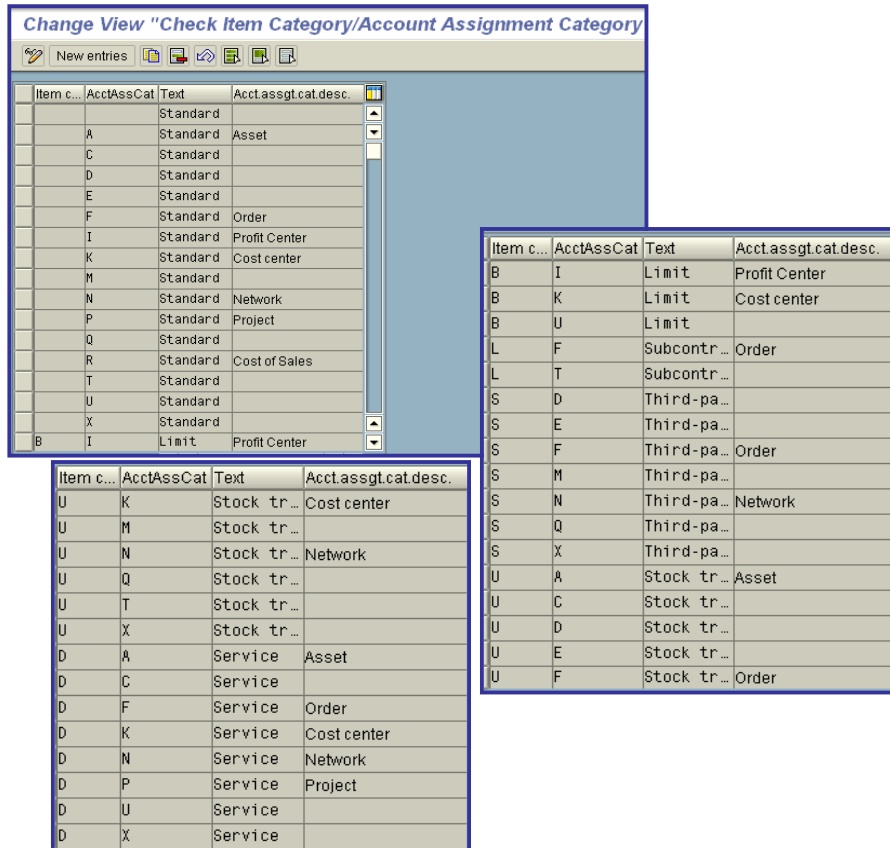 Change View "Check Item Category/Account Assignment Category
New entries
Item c... AcctAssCat Text Acct.assgt.cat.desc.
Standard
A Standard Asset
C Standard
D Standard
E Standard
F Standard Order
I Standard Profit Center
K Standard Cost center
M Standard
N Standard Network
P Standard Project
Q Standard
R Standard Cost of Sales
T Standard
U Standard
X Standard
B I Limit Profit Center
Item c... AcctAssCat Text Acct.assgt.cat.desc.
B I Limit Profit Center
B K Limit Cost center
B U Limit
L F Subcontr... Order
L T Subcontr...
S D Third-pa...
S E Third-pa...
S F Third-pa... Order
S M Third-pa...
S N Third-pa... Network
S Q Third-pa...
S X Third-pa...
U A Stock tr... Asset
U C Stock tr...
U D Stock tr...
U E Stock tr...
U F Stock tr... Order
Item c... AcctAssCat Text Acct.assgt.cat.desc.
U K Stock tr... Cost center
U M Stock tr...
U N Stock tr... Network
U Q Stock tr...
U T Stock tr...
U X Stock tr...
D A Service Asset
D C Service
D F Service Order
D K Service Cost center
D N Service Network
D P Service Project
D U Service
D X Service